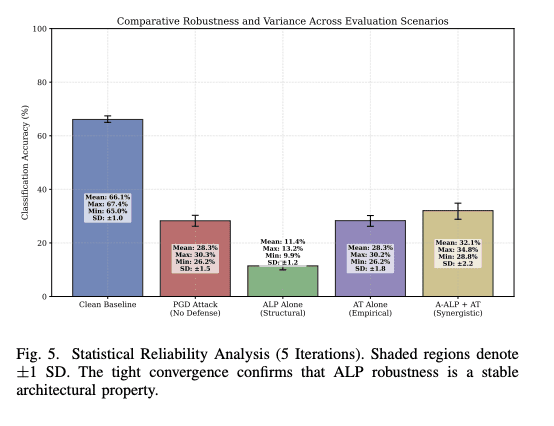 Comparative Robustness and Variance Across Evaluation Scenarios
100
80
60
40
20
0
Classification Accuracy (%)
Mean: 66.1%
Max: 67.4%
Min: 65.0%
SD: ±1.0
Mean: 28.3%
Max: 30.3%
Min: 26.2%
SD: ±1.5
Mean: 11.4%
Max: 13.2%
Min: 9.9%
SD: ±1.2
Mean: 28.3%
Max: 30.2%
Min: 26.2%
SD: ±1.8
Mean: 32.1%
Max: 34.8%
Min: 28.8%
SD: ±2.2
Clean Baseline
PGD Attack
(No Defense)
ALP Alone
(Structural)
AT Alone
(Empirical)
A-ALP + AT
(Synergistic)
Fig. 5. Statistical Reliability Analysis (5 Iterations). Shaded regions denote
±1 SD. The tight convergence confirms that ALP robustness is a stable
architectural property.